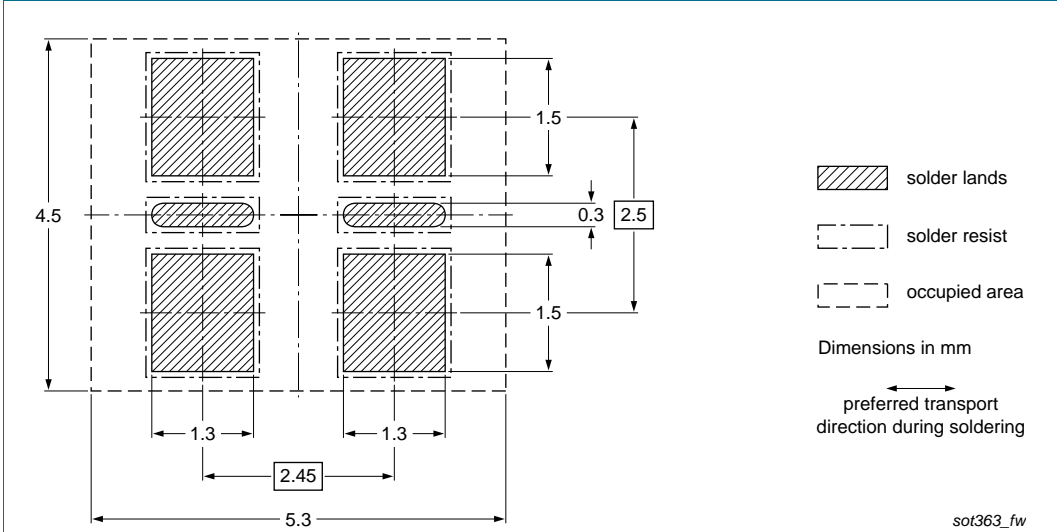 1.5
4.5
0.3
2.5
1.5
1.3
1.3
2.45
5.3
solder lands
solder resist
occupied area
Dimensions in mm
preferred transport
direction during soldering
sot363_fw